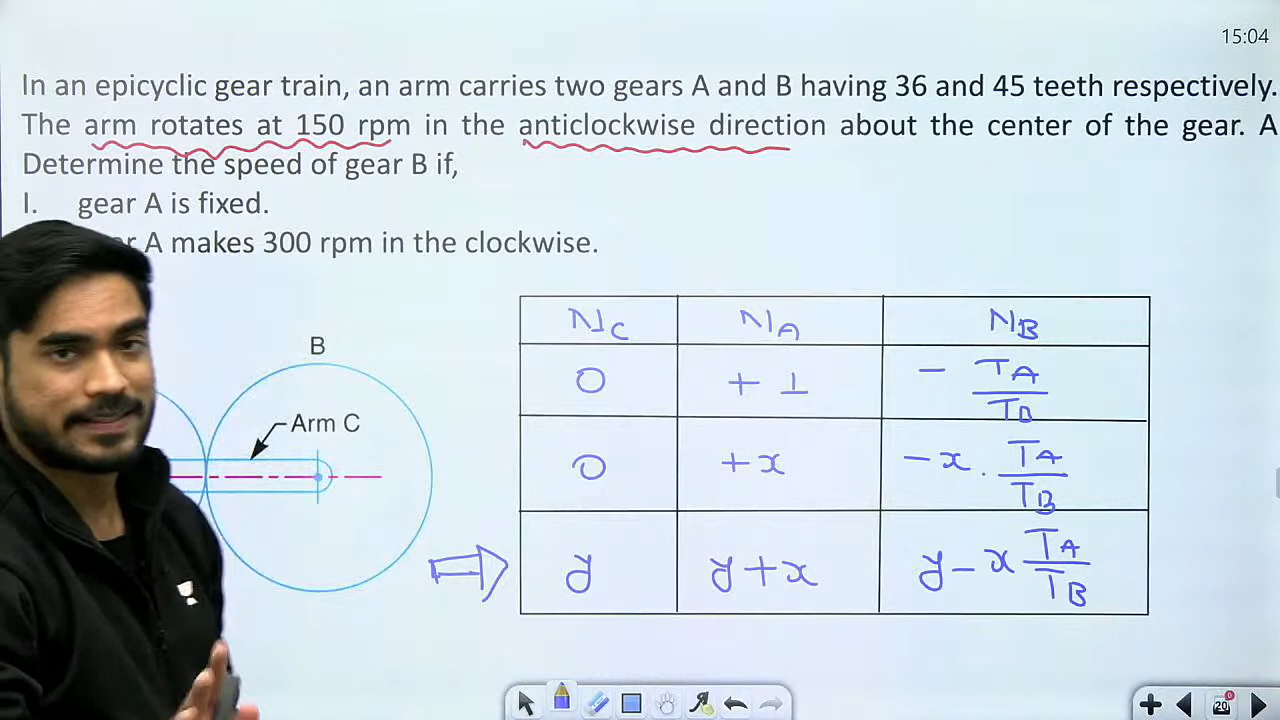 15:04
In an epicyclic gear train, an arm carries two gears A and B having 36 and 45 teeth respectively.
The arm rotates at 150 rpm in the anticlockwise direction about the center of the gear. A
Determine the speed of gear B if,
I. gear A is fixed.
A makes 300 rpm in the clockwise.
B
Arm C
N_C N_A N_B
0 +1 - T_A/T_B
0 +x -x . T_A/T_B
y y+x y-x T_A/T_B
20